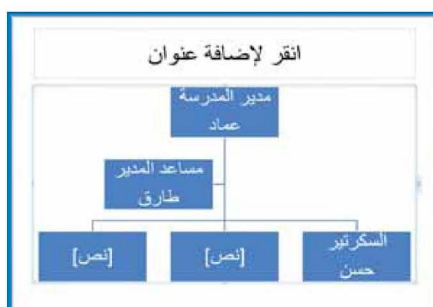 انقر لإضافة عنوان
مدير المدرسة
عماد
مساعد المدير
طارق
السكرتير
حسن
[نص]
[نص]